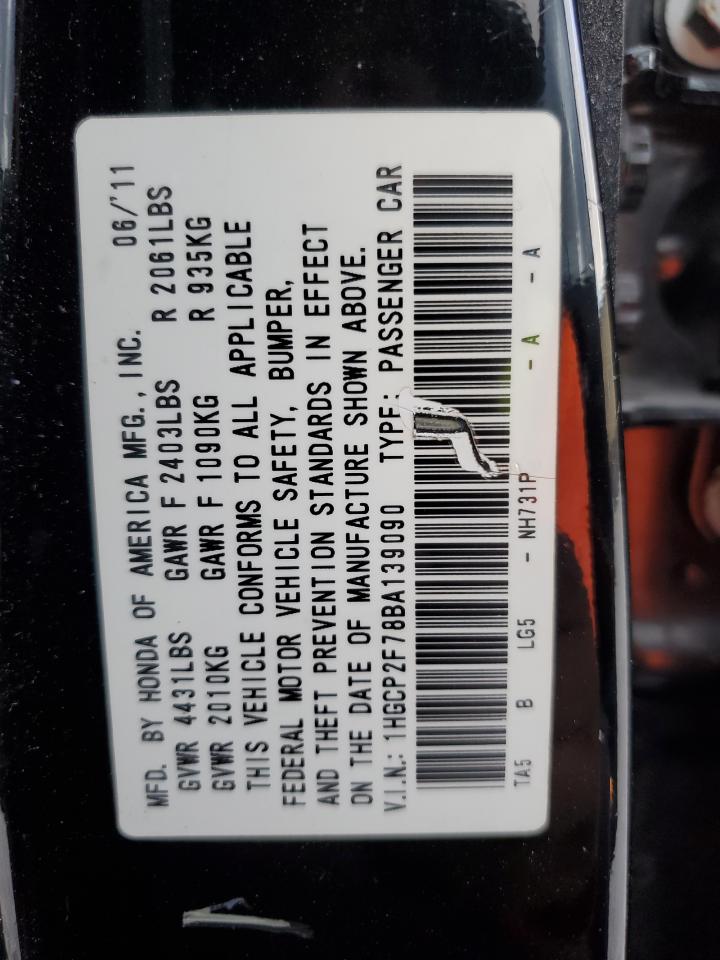 MFD. BY HONDA OF AMERICA MFG., INC. 06/'11
GVWR 4431LBS GAWR F 2403LBS R 2061LBS
GVWR 2010KG GAWR F 1090KG R 935KG
THIS VEHICLE CONFORMS TO ALL APPLICABLE
FEDERAL MOTOR VEHICLE SAFETY, BUMPER,
AND THEFT PREVENTION STANDARDS IN EFFECT
ON THE DATE OF MANUFACTURE SHOWN ABOVE.
V.I.N.: 1HGCP2F78BA139090 TYPE: PASSENGER CAR
TA5 B LG5 - NH731P - A - A